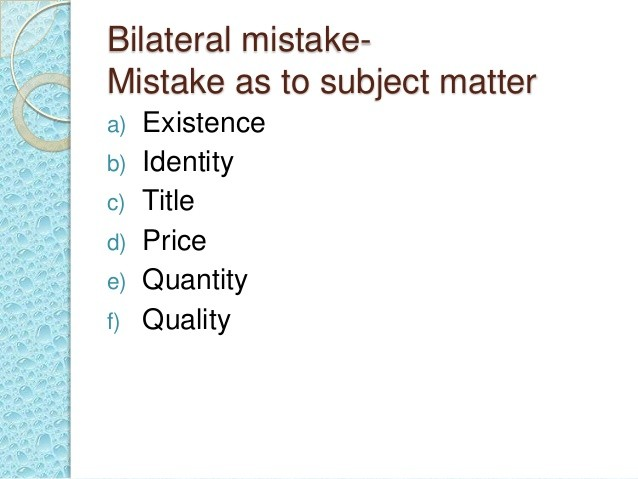 Bilateral mistake-
Mistake as to subject matter
a) Existence
b) Identity
c) Title
d) Price
e) Quantity
f) Quality